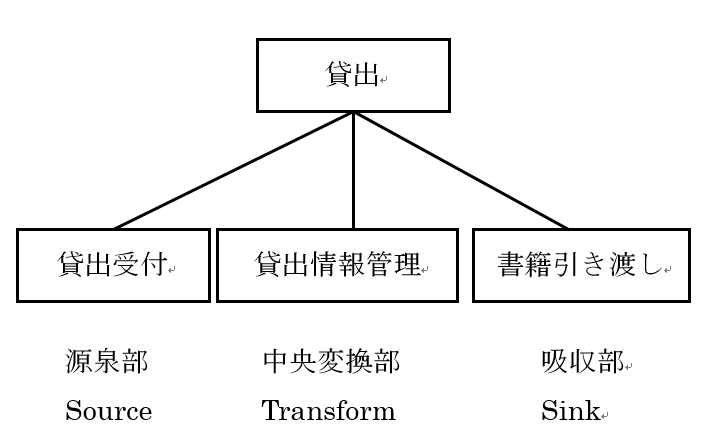 貸出
貸出受付
貸出情報管理
書籍引き渡し
源泉部
中央変換部
吸収部
Source
Transform
Sink